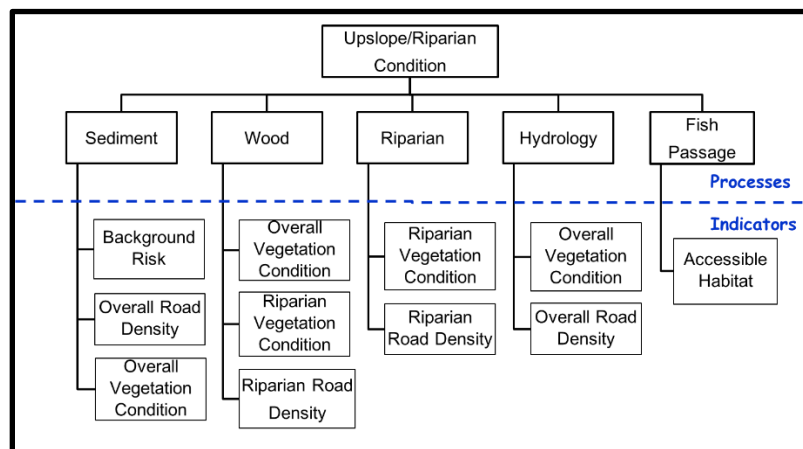 Upslope/Riparian
Condition
Sediment
Wood
Riparian
Hydrology
Fish
Passage
Processes
Indicators
Background
Risk
Overall Road
Density
Overall
Vegetation
Condition
Overall
Vegetation
Condition
Riparian
Vegetation
Condition
Riparian Road
Density
Riparian
Vegetation
Condition
Riparian
Road Density
Overall
Vegetation
Condition
Overall Road
Density
Accessible
Habitat